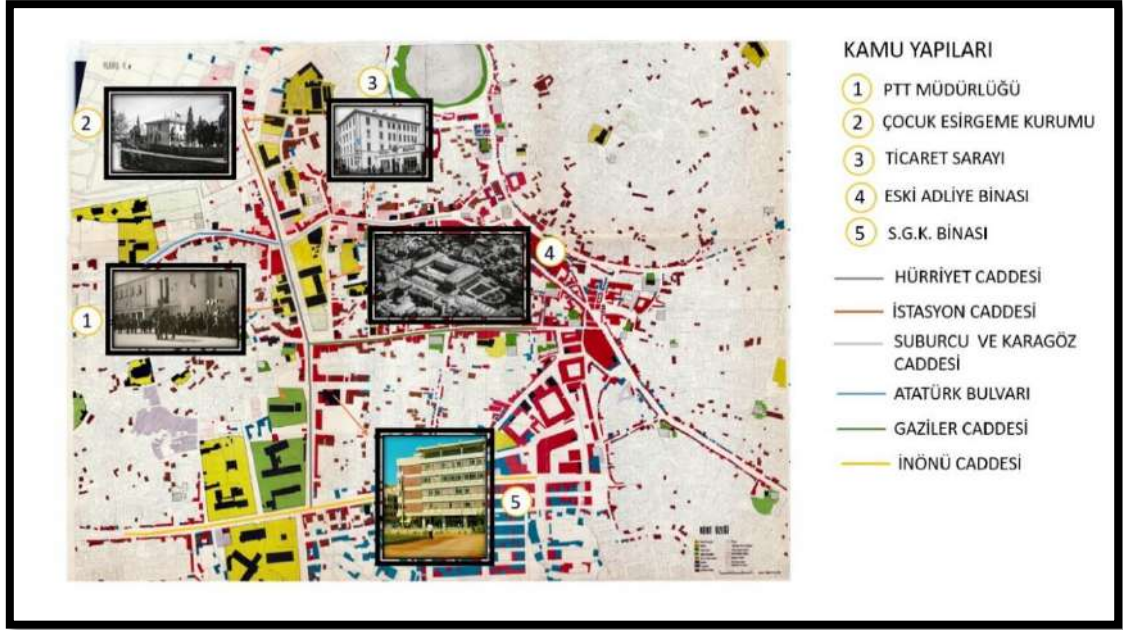 KAMU YAPILARI
1 PTT MÜDÜRLÜĞÜ
2 ÇOCUK ESİRGEME KURUMU
3 TİCARET SARAYI
4 ESKİ ADLİYE BİNASI
5 S.G.K. BİNASI
HÜRRİYET CADDESİ
İSTASYON CADDESİ
SUBURCU VE KARAGÖZ
CADDESİ
ATATÜRK BULVARI
GAZİLER CADDESİ
İNÖNÜ CADDESİ
3
2
4
1
5